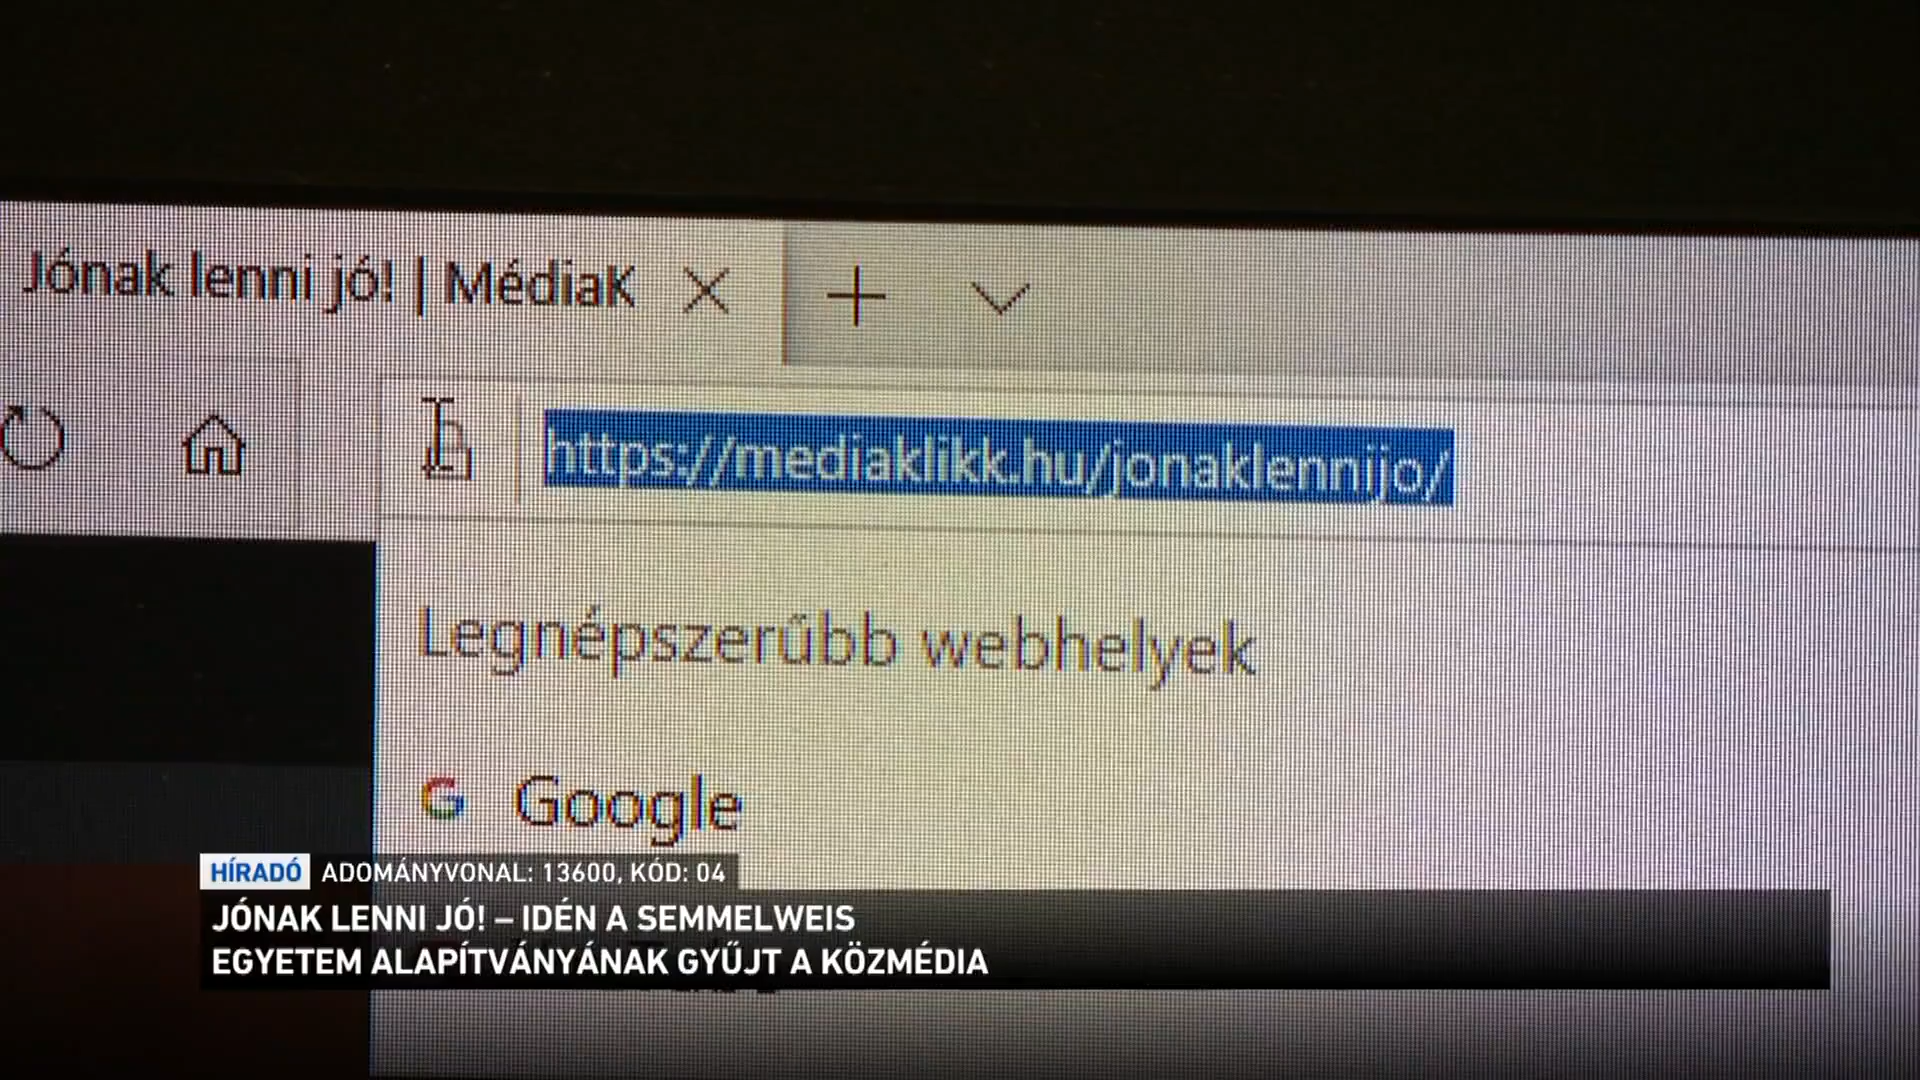 Jónak lenni jó! | MédiaK
https://mediaklikk.hu/jonaklennijo/
Legnépszerűbb webhelyek
Google
HÍRADÓ ADOMÁNYVONAL: 13600, KÓD: 04
JÓNAK LENNI JÓ! – IDÉN A SEMMELWEIS
EGYETEM ALAPÍTVÁNYÁNAK GYŰJT A KÖZMÉDIA